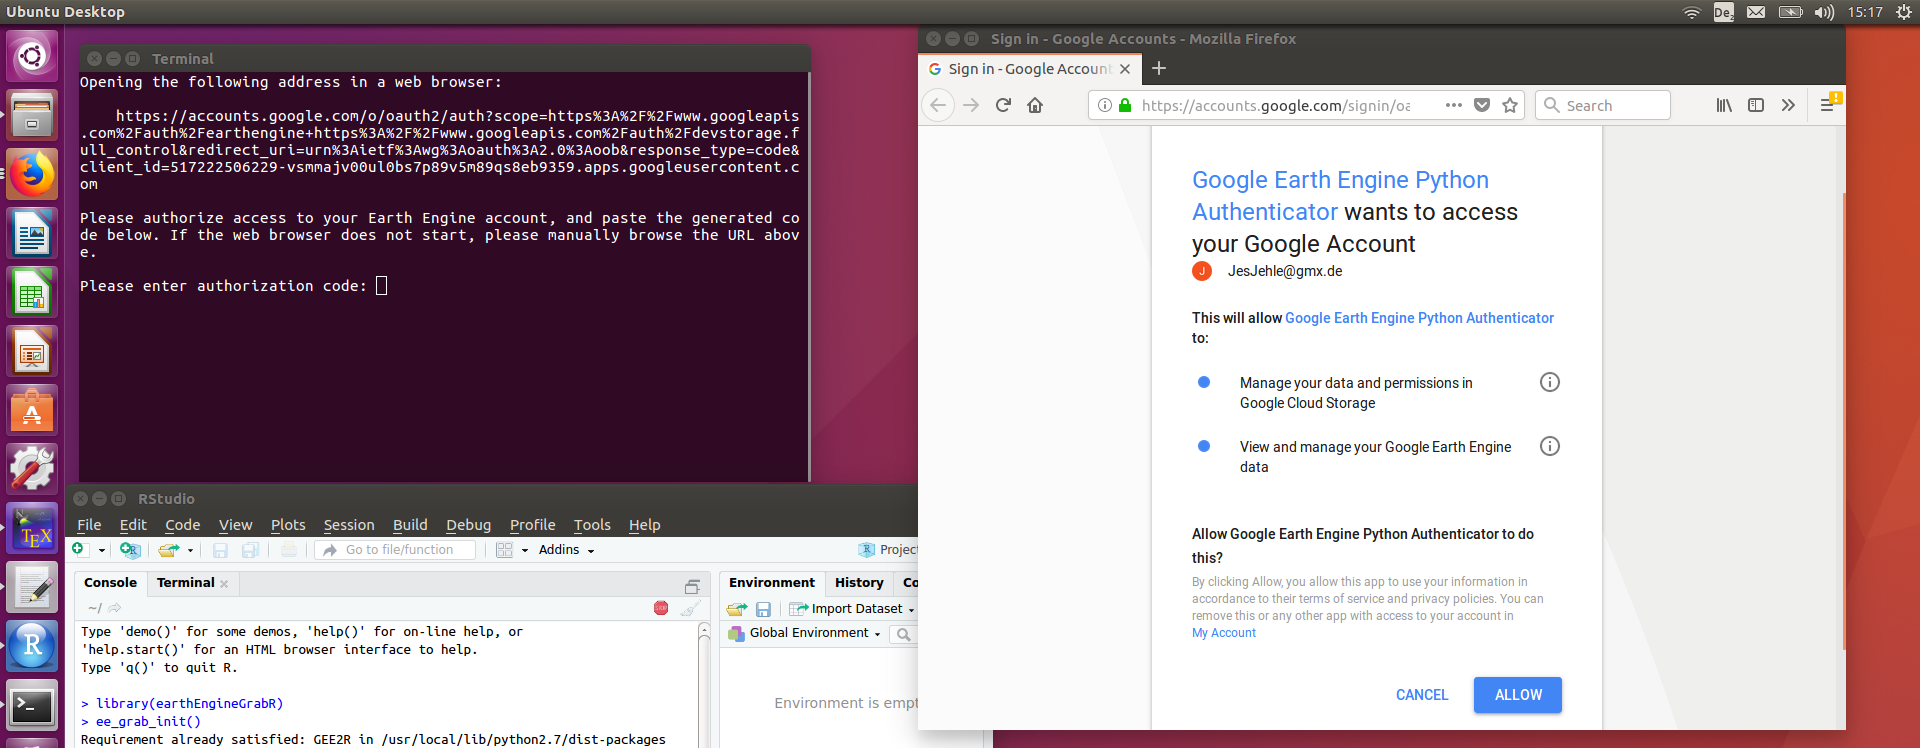 Ubuntu Desktop
De2
15:17
Terminal
Opening the following address in a web browser:
https://accounts.google.com/o/oauth2/auth?scope=https%3A%2F%2Fwww.googleapis
.com%2Fauth%2Fearthengine+https%3A%2F%2Fwww.googleapis.com%2Fauth%2Fdevstorage.f
ull_control&redirect_uri=urn%3Aietf%3Awg%3Aoauth%3A2.0%3Aoob&response_type=code&
client_id=517222506229-vsmmajv00ul0bs7p89v5m89qs8eb9359.apps.googleusercontent.c
om
Please authorize access to your Earth Engine account, and paste the generated co
de below. If the web browser does not start, please manually browse the URL abov
e.
Please enter authorization code:
RStudio
File Edit Code View Plots Session Build Debug Profile Tools Help
Go to file/function
Addins
Projec
Console Terminal
~/
STOP
Type 'demo()' for some demos, 'help()' for on-line help, or
'help.start()' for an HTML browser interface to help.
Type 'q()' to quit R.
> library(earthEngineGrabR)
> ee_grab_init()
Requirement already satisfied: GEE2R in /usr/local/lib/python2.7/dist-packages
Environment History Co
Import Dataset
Global Environment
Environment is empt
Sign in - Google Accounts - Mozilla Firefox
Sign in - Google Account
https://accounts.google.com/signin/oa
Search
Google Earth Engine Python
Authenticator wants to access
your Google Account
J JesJehle@gmx.de
This will allow Google Earth Engine Python Authenticator
to:
Manage your data and permissions in
Google Cloud Storage
View and manage your Google Earth Engine
data
Allow Google Earth Engine Python Authenticator to do
this?
By clicking Allow, you allow this app to use your information in
accordance to their terms of service and privacy policies. You can
remove this or any other app with access to your account in
My Account
CANCEL ALLOW